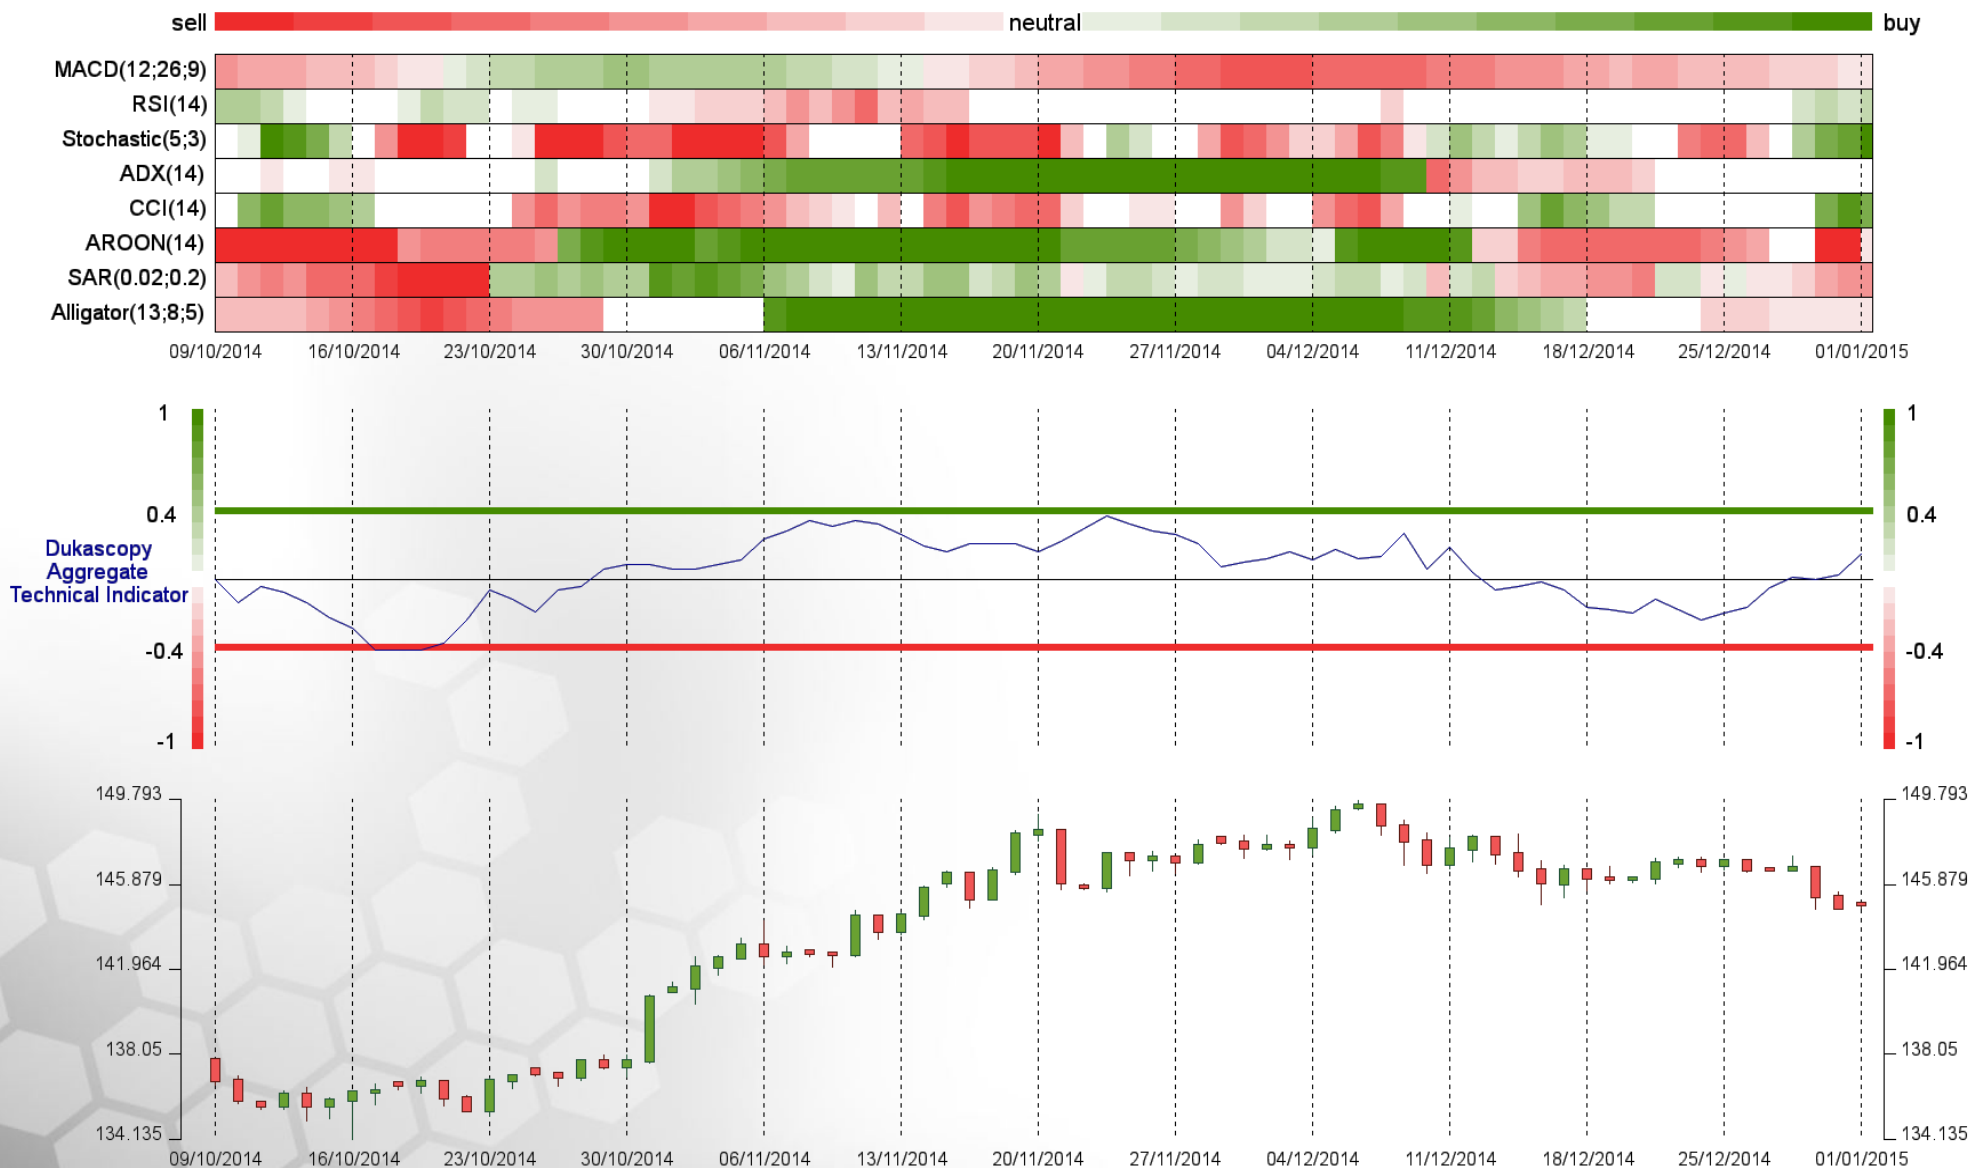 sell neutral buy
MACD(12;26;9)
RSI(14)
Stochastic(5;3)
ADX(14)
CCI(14)
AROON(14)
SAR(0.02;0.2)
Alligator(13;8;5)
09/10/2014 16/10/2014 23/10/2014 30/10/2014 06/11/2014 13/11/2014 20/11/2014 27/11/2014 04/12/2014 11/12/2014 18/12/2014 25/12/2014 01/01/2015
1 1
0.4 0.4
Dukascopy
Aggregate
Technical Indicator
-0.4 -0.4
-1 -1
149.793 149.793
145.879 145.879
141.964 141.964
138.05 138.05
134.135 134.135
09/10/2014 16/10/2014 23/10/2014 30/10/2014 06/11/2014 13/11/2014 20/11/2014 27/11/2014 04/12/2014 11/12/2014 18/12/2014 25/12/2014 01/01/2015